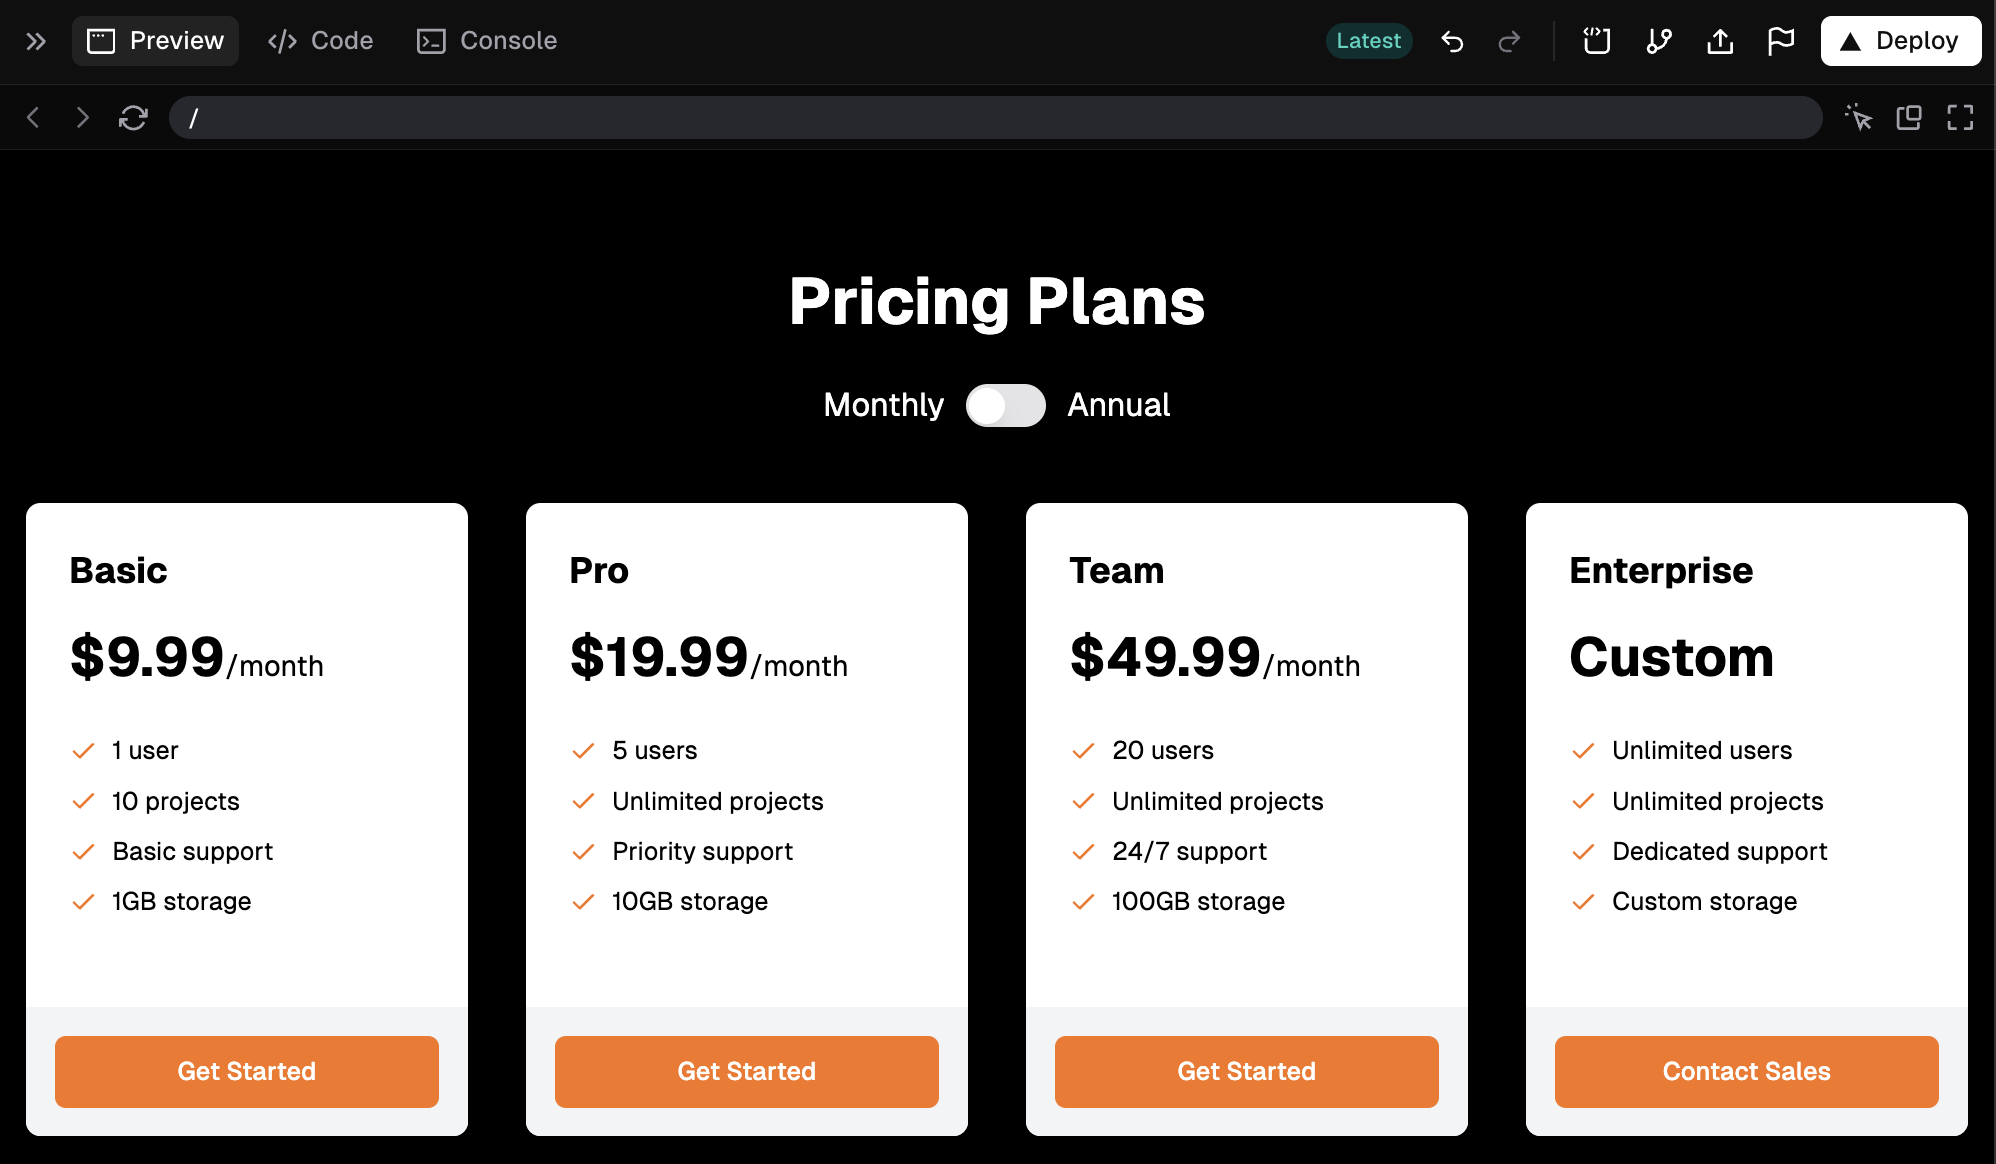 Preview
Code
Console
Latest
Deploy
/
Pricing Plans
Monthly
Annual
Basic
$9.99/month
1 user
10 projects
Basic support
1GB storage
Get Started
Pro
$19.99/month
5 users
Unlimited projects
Priority support
10GB storage
Get Started
Team
$49.99/month
20 users
Unlimited projects
24/7 support
100GB storage
Get Started
Enterprise
Custom
Unlimited users
Unlimited projects
Dedicated support
Custom storage
Contact Sales